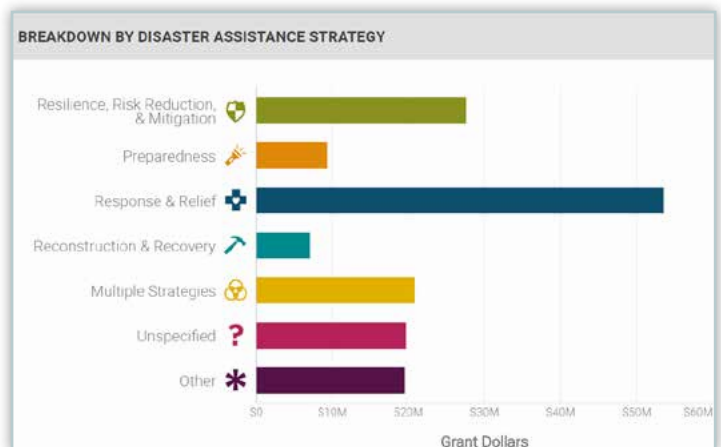 BREAKDOWN BY DISASTER ASSISTANCE STRATEGY
Resilience, Risk Reduction,
& Mitigation
Preparedness
Response & Relief
Reconstruction & Recovery
Multiple Strategies
Unspecified
?
Other
$0 $10M $20M $30M $40M $50M $60M
Grant Dollars